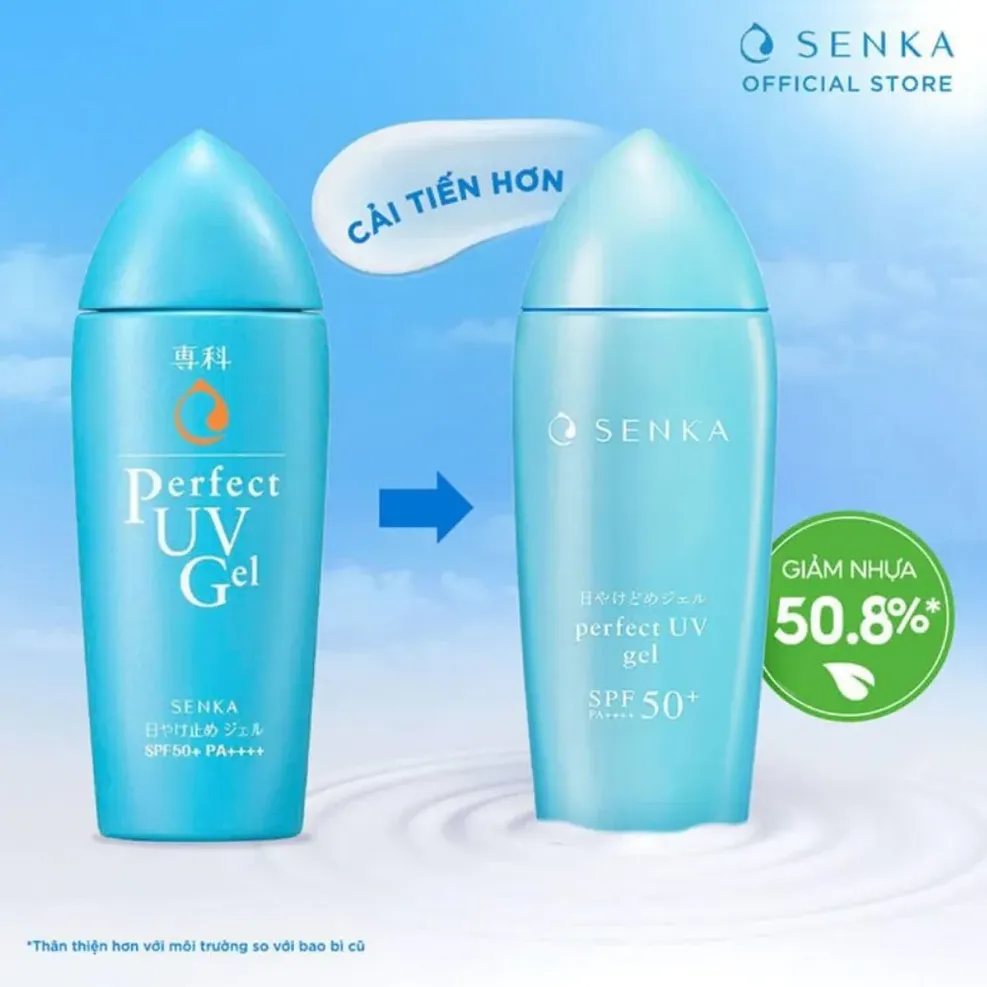 SENKA
OFFICIAL STORE
CẢI TIẾN HƠN
専科
Perfect
UV
Gel
SENKA
日やけ止め ジェル
SPF50+ PA++++
SENKA
日やけどめジェル
perfect UV
gel
SPF 50+
PA++++
GIẢM NHỰA
50.8%*
*Thân thiện hơn với môi trường so với bao bì cũ